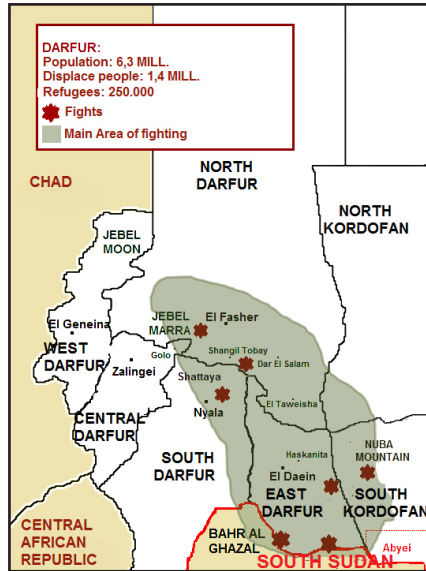 DARFUR:
Population: 6,3 MILL.
Displace people: 1,4 MILL.
Refugees: 250.000
Fights
Main Area of fighting
CHAD
NORTH
DARFUR
NORTH
KORDOFAN
JEBEL
MOON
JEBEL
MARRA
El Fasher
El Geneina
WEST
DARFUR
Golo
Shangil Tobay
Dar El Salam
Zalingei
Shattaya
El Taweisha
Nyala
CENTRAL
DARFUR
SOUTH
DARFUR
Haskanita
NUBA
MOUNTAIN
El Daein
EAST
DARFUR
SOUTH
KORDOFAN
CENTRAL
AFRICAN
REPUBLIC
BAHR AL
GHAZAL
Abyei
SOUTH SUDAN